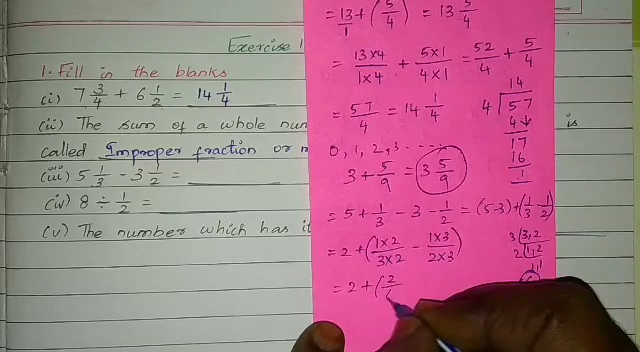 Exercise 1
1. Fill in the blanks
(i) 7 3/4 + 6 1/2 = 14 1/4
(ii) The sum of a whole num
is
called Improper fraction or m
(iii) 5 1/3 - 3 1/2 =
(iv) 8 ÷ 1/2 =
(v) The number which has it
= 13/1 + (5/4) = 13 5/4
= 13×4/1×4 + 5×1/4×1 = 52/4 + 5/4
= 57/4 = 14 1/4
14
4 57
4
17
16
1
0, 1, 2, 3 ----
3 + 5/9 = 3 5/9
= 5 + 1/3 - 3 - 1/2 = (5-3) + (1/3 - 1/2)
= 2 + (1×2/3×2 - 1×3/2×3)
3 3, 2
2 1, 2
1, 1
= 2 + (2/